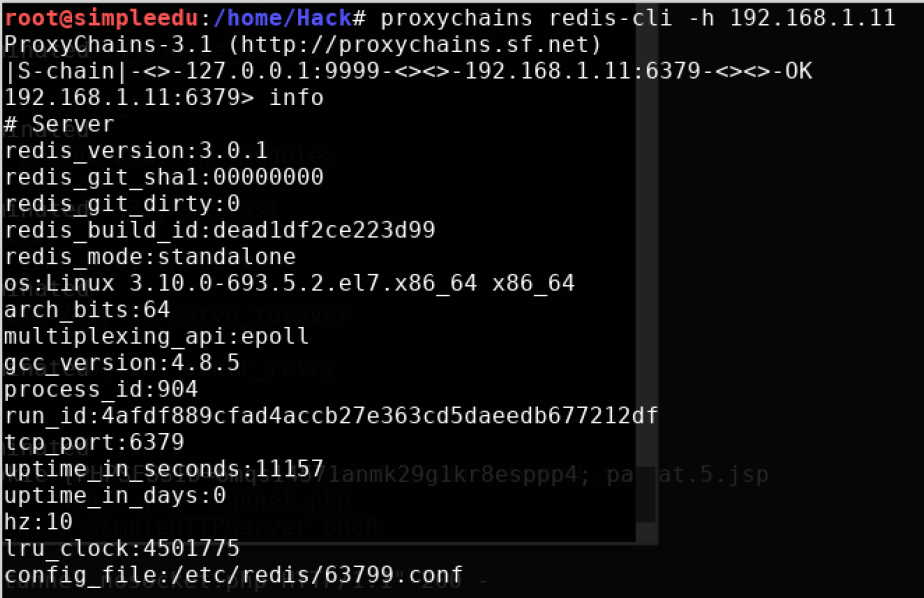 root@simpleedu:/home/Hack# proxychains redis-cli -h 192.168.1.11
ProxyChains-3.1 (http://proxychains.sf.net)
|S-chain|-<>-127.0.0.1:9999-<><>-192.168.1.11:6379-<><>-OK
192.168.1.11:6379> info
# Server
redis_version:3.0.1
redis_git_sha1:00000000
redis_git_dirty:0
redis_build_id:dead1df2ce223d99
redis_mode:standalone
os:Linux 3.10.0-693.5.2.el7.x86_64 x86_64
arch_bits:64
multiplexing_api:epoll
gcc_version:4.8.5
process_id:904
run_id:4afdf889cfad4accb27e363cd5daeedb677212df
tcp_port:6379
uptime_in_seconds:11157
uptime_in_days:0
hz:10
lru_clock:4501775
config_file:/etc/redis/63799.conf